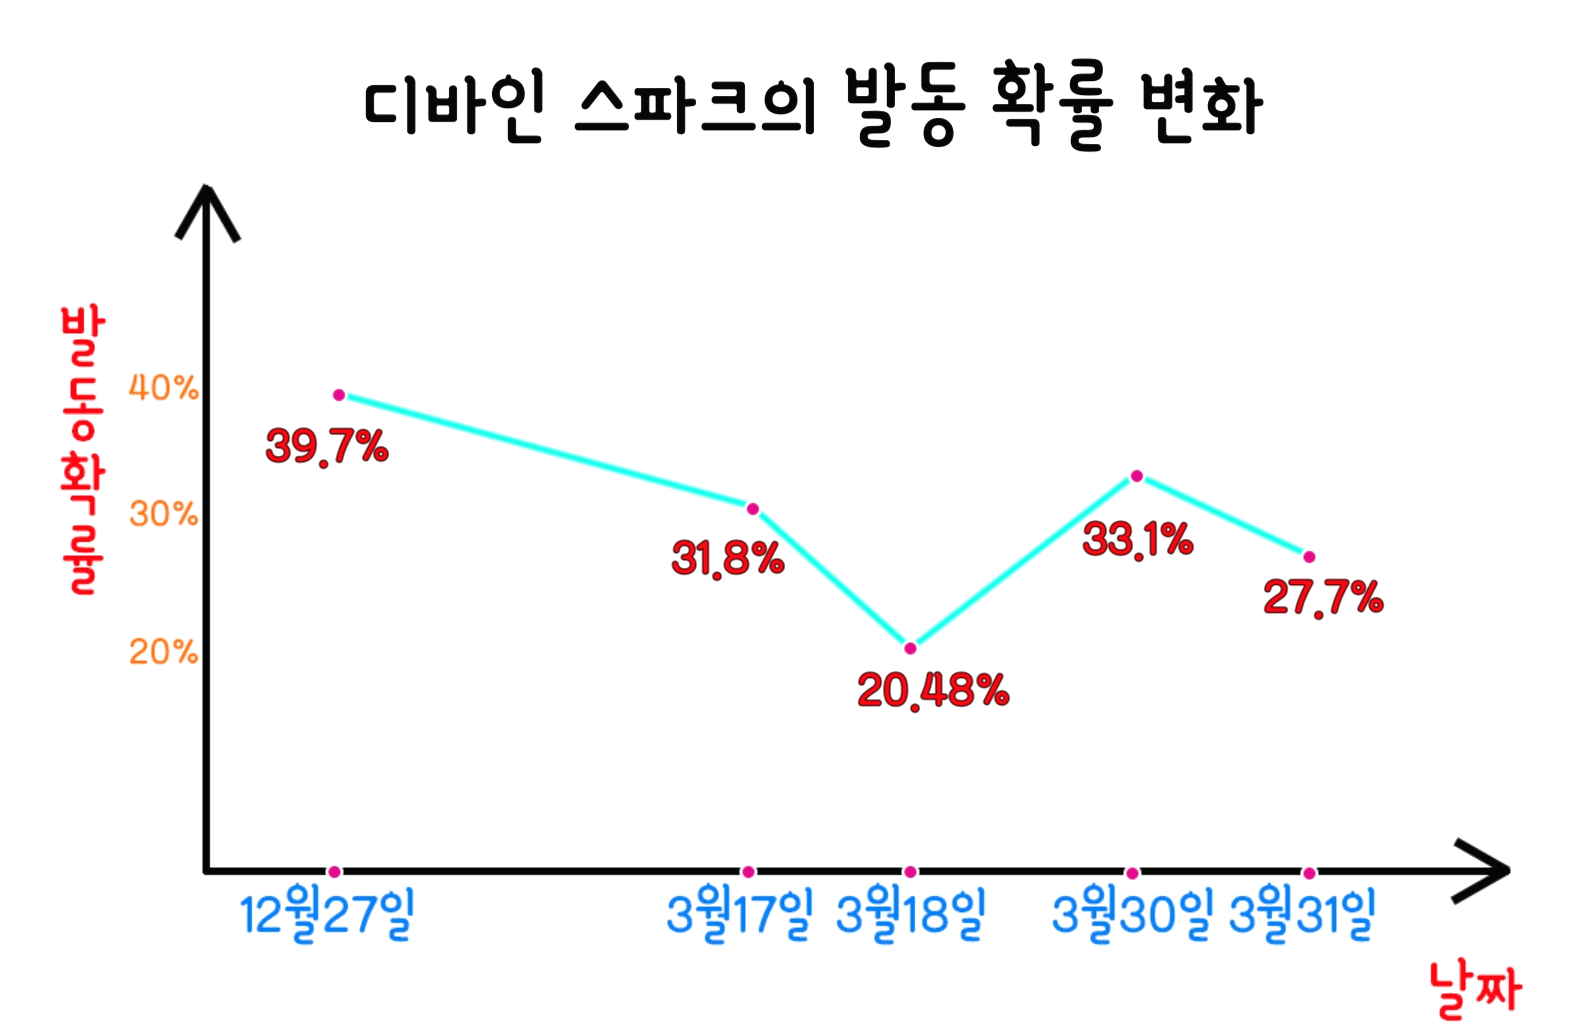 디바인 스파크의 발동 확률 변화
발동확률
40%
39.7%
30%
31.8%
33.1%
27.7%
20%
20.48%
12월27일 3월17일 3월18일 3월30일 3월31일
날짜